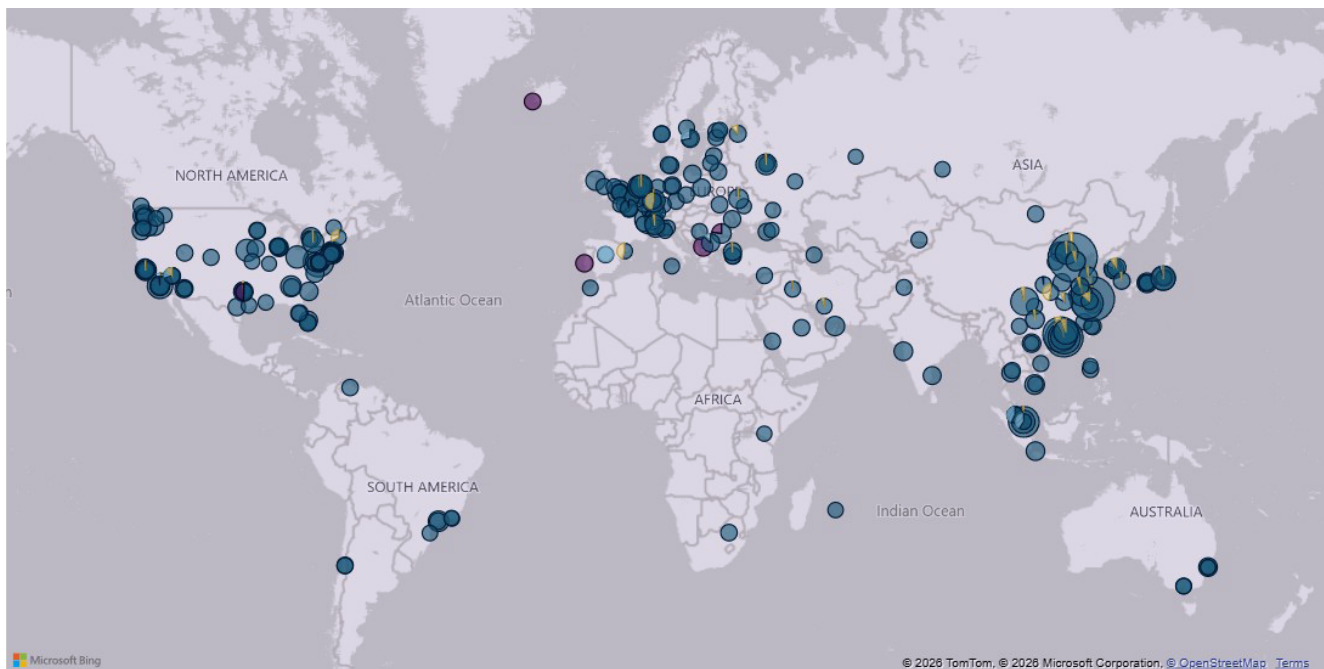 NORTH AMERICA
ASIA
Atlantic Ocean
AFRICA
SOUTH AMERICA
Indian Ocean
AUSTRALIA
Microsoft Bing
© 2026 TomTom, © 2026 Microsoft Corporation, © OpenStreetMap Terms